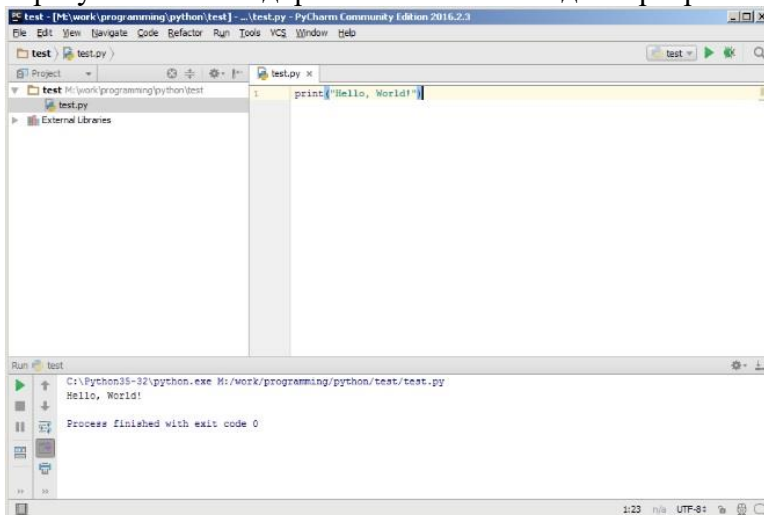 test - [M:\work\programming\python\test] - ...\test.py - PyCharm Community Edition 2016.2.3
File Edit View Navigate Code Refactor Run Tools VCS Window Help
test test.py test
Project test.py
test M:\work\programming\python\test
1 print("Hello, World!")
test.py
External Libraries
Run test
C:\Python35-32\python.exe M:/work/programming/python/test/test.py
Hello, World!
Process finished with exit code 0
1:23 n/a UTF-8